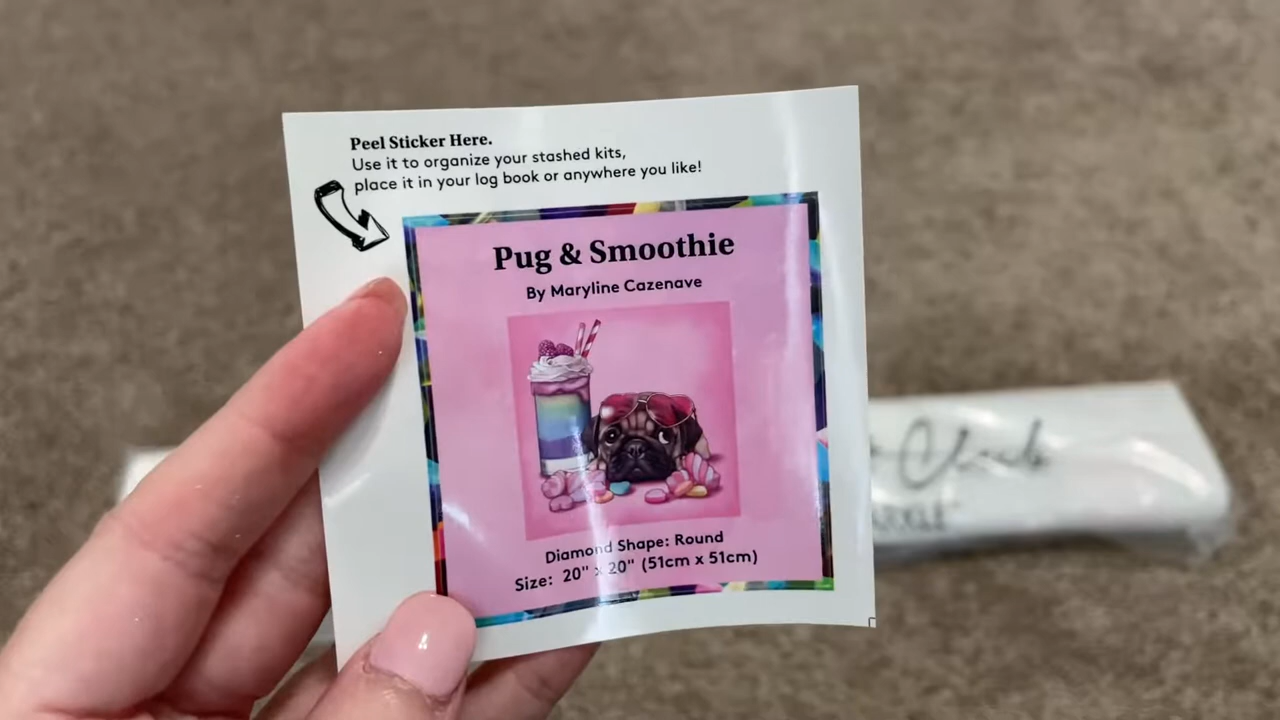 Peel Sticker Here.
Use it to organize your stashed kits,
place it in your log book or anywhere you like!
Pug & Smoothie
By Maryline Cazenave
Diamond Shape: Round
Size: 20" x 20" (51cm x 51cm)